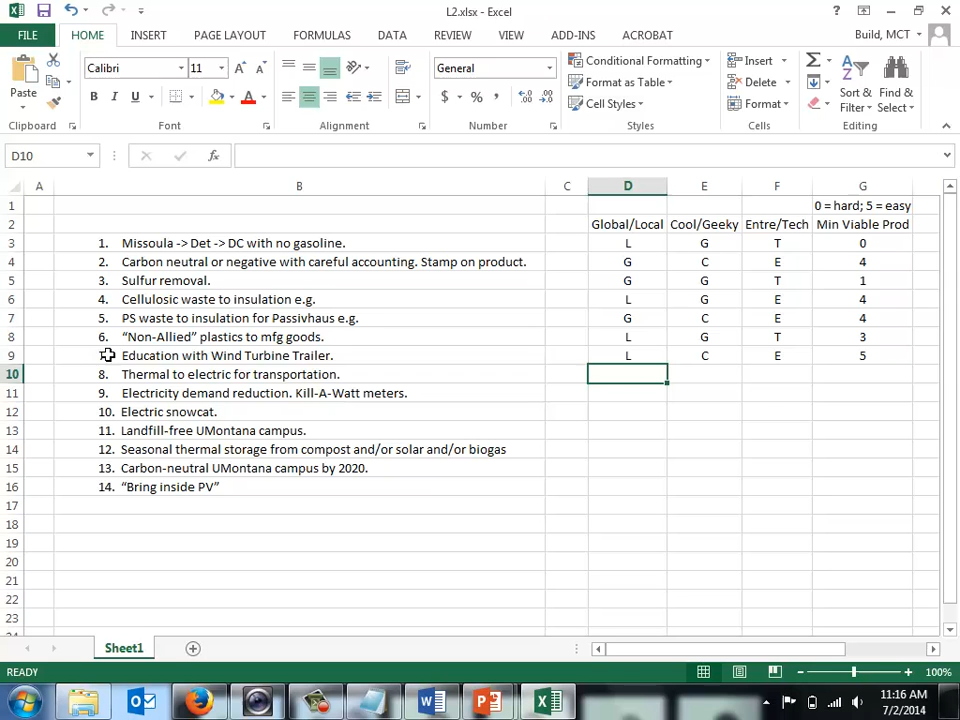 L2.xlsx - Excel
?
FILE HOME INSERT PAGE LAYOUT FORMULAS DATA REVIEW VIEW ADD-INS ACROBAT Build, MCT
Paste
Calibri 11
B I U
General
$ % ,
Conditional Formatting
Format as Table
Cell Styles
Insert
Delete
Format
Sort & Filter
Find & Select
Clipboard Font Alignment Number Styles Cells Editing
D10 fx
A B C D E F G
1 0 = hard; 5 = easy
2 Global/Local Cool/Geeky Entre/Tech Min Viable Prod
3 1. Missoula -> Det -> DC with no gasoline. L G T 0
4 2. Carbon neutral or negative with careful accounting. Stamp on product. G C E 4
5 3. Sulfur removal. G G T 1
6 4. Cellulosic waste to insulation e.g. L G E 4
7 5. PS waste to insulation for Passivhaus e.g. G C E 4
8 6. “Non-Allied” plastics to mfg goods. L G T 3
9 Education with Wind Turbine Trailer. L C E 5
10 8. Thermal to electric for transportation.
11 9. Electricity demand reduction. Kill-A-Watt meters.
12 10. Electric snowcat.
13 11. Landfill-free UMontana campus.
14 12. Seasonal thermal storage from compost and/or solar and/or biogas
15 13. Carbon-neutral UMontana campus by 2020.
16 14. “Bring inside PV”
17
18
19
20
21
22
23
Sheet1
READY 100%
11:16 AM
7/2/2014